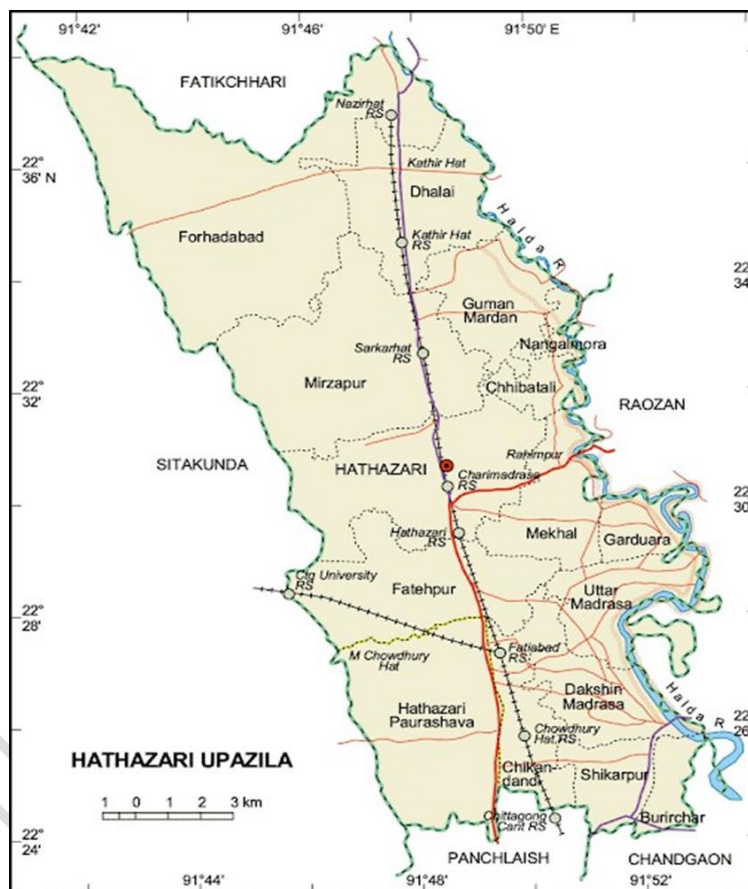 91°42' 91°46' 91°50' E
FATIKCHHARI
Nazirhat
RS
22°
36' N
Kathir Hat
Dhalai
Halda R
Forhadabad
Kathir Hat
RS
22
34
Guman
Mardan
Nangalmora
Sarkarhat
RS
Mirzapur
Chhibatali
22°
32'
RAOZAN
SITAKUNDA
HATHAZARI
Rahimpur
Charimadrasa
RS
22
30
Hathazari
RS
Mekhal
Garduara
Ctg University
RS
Fatehpur
Uttar
Madrasa
22°
28'
M Chowdhury
Hat
Fatiabad
RS
Dakshin
Madrasa
Halda R
Hathazari
Paurashava
22
26
Chowdhury
Hat RS
HATHAZARI UPAZILA
Chikan-
dandi
Shikarpur
1 0 1 2 3 km
Chittagong
Cant RS
Burirchar
22°
24'
PANCHLAISH
CHANDGAON
91°44' 91°48' 91°52'